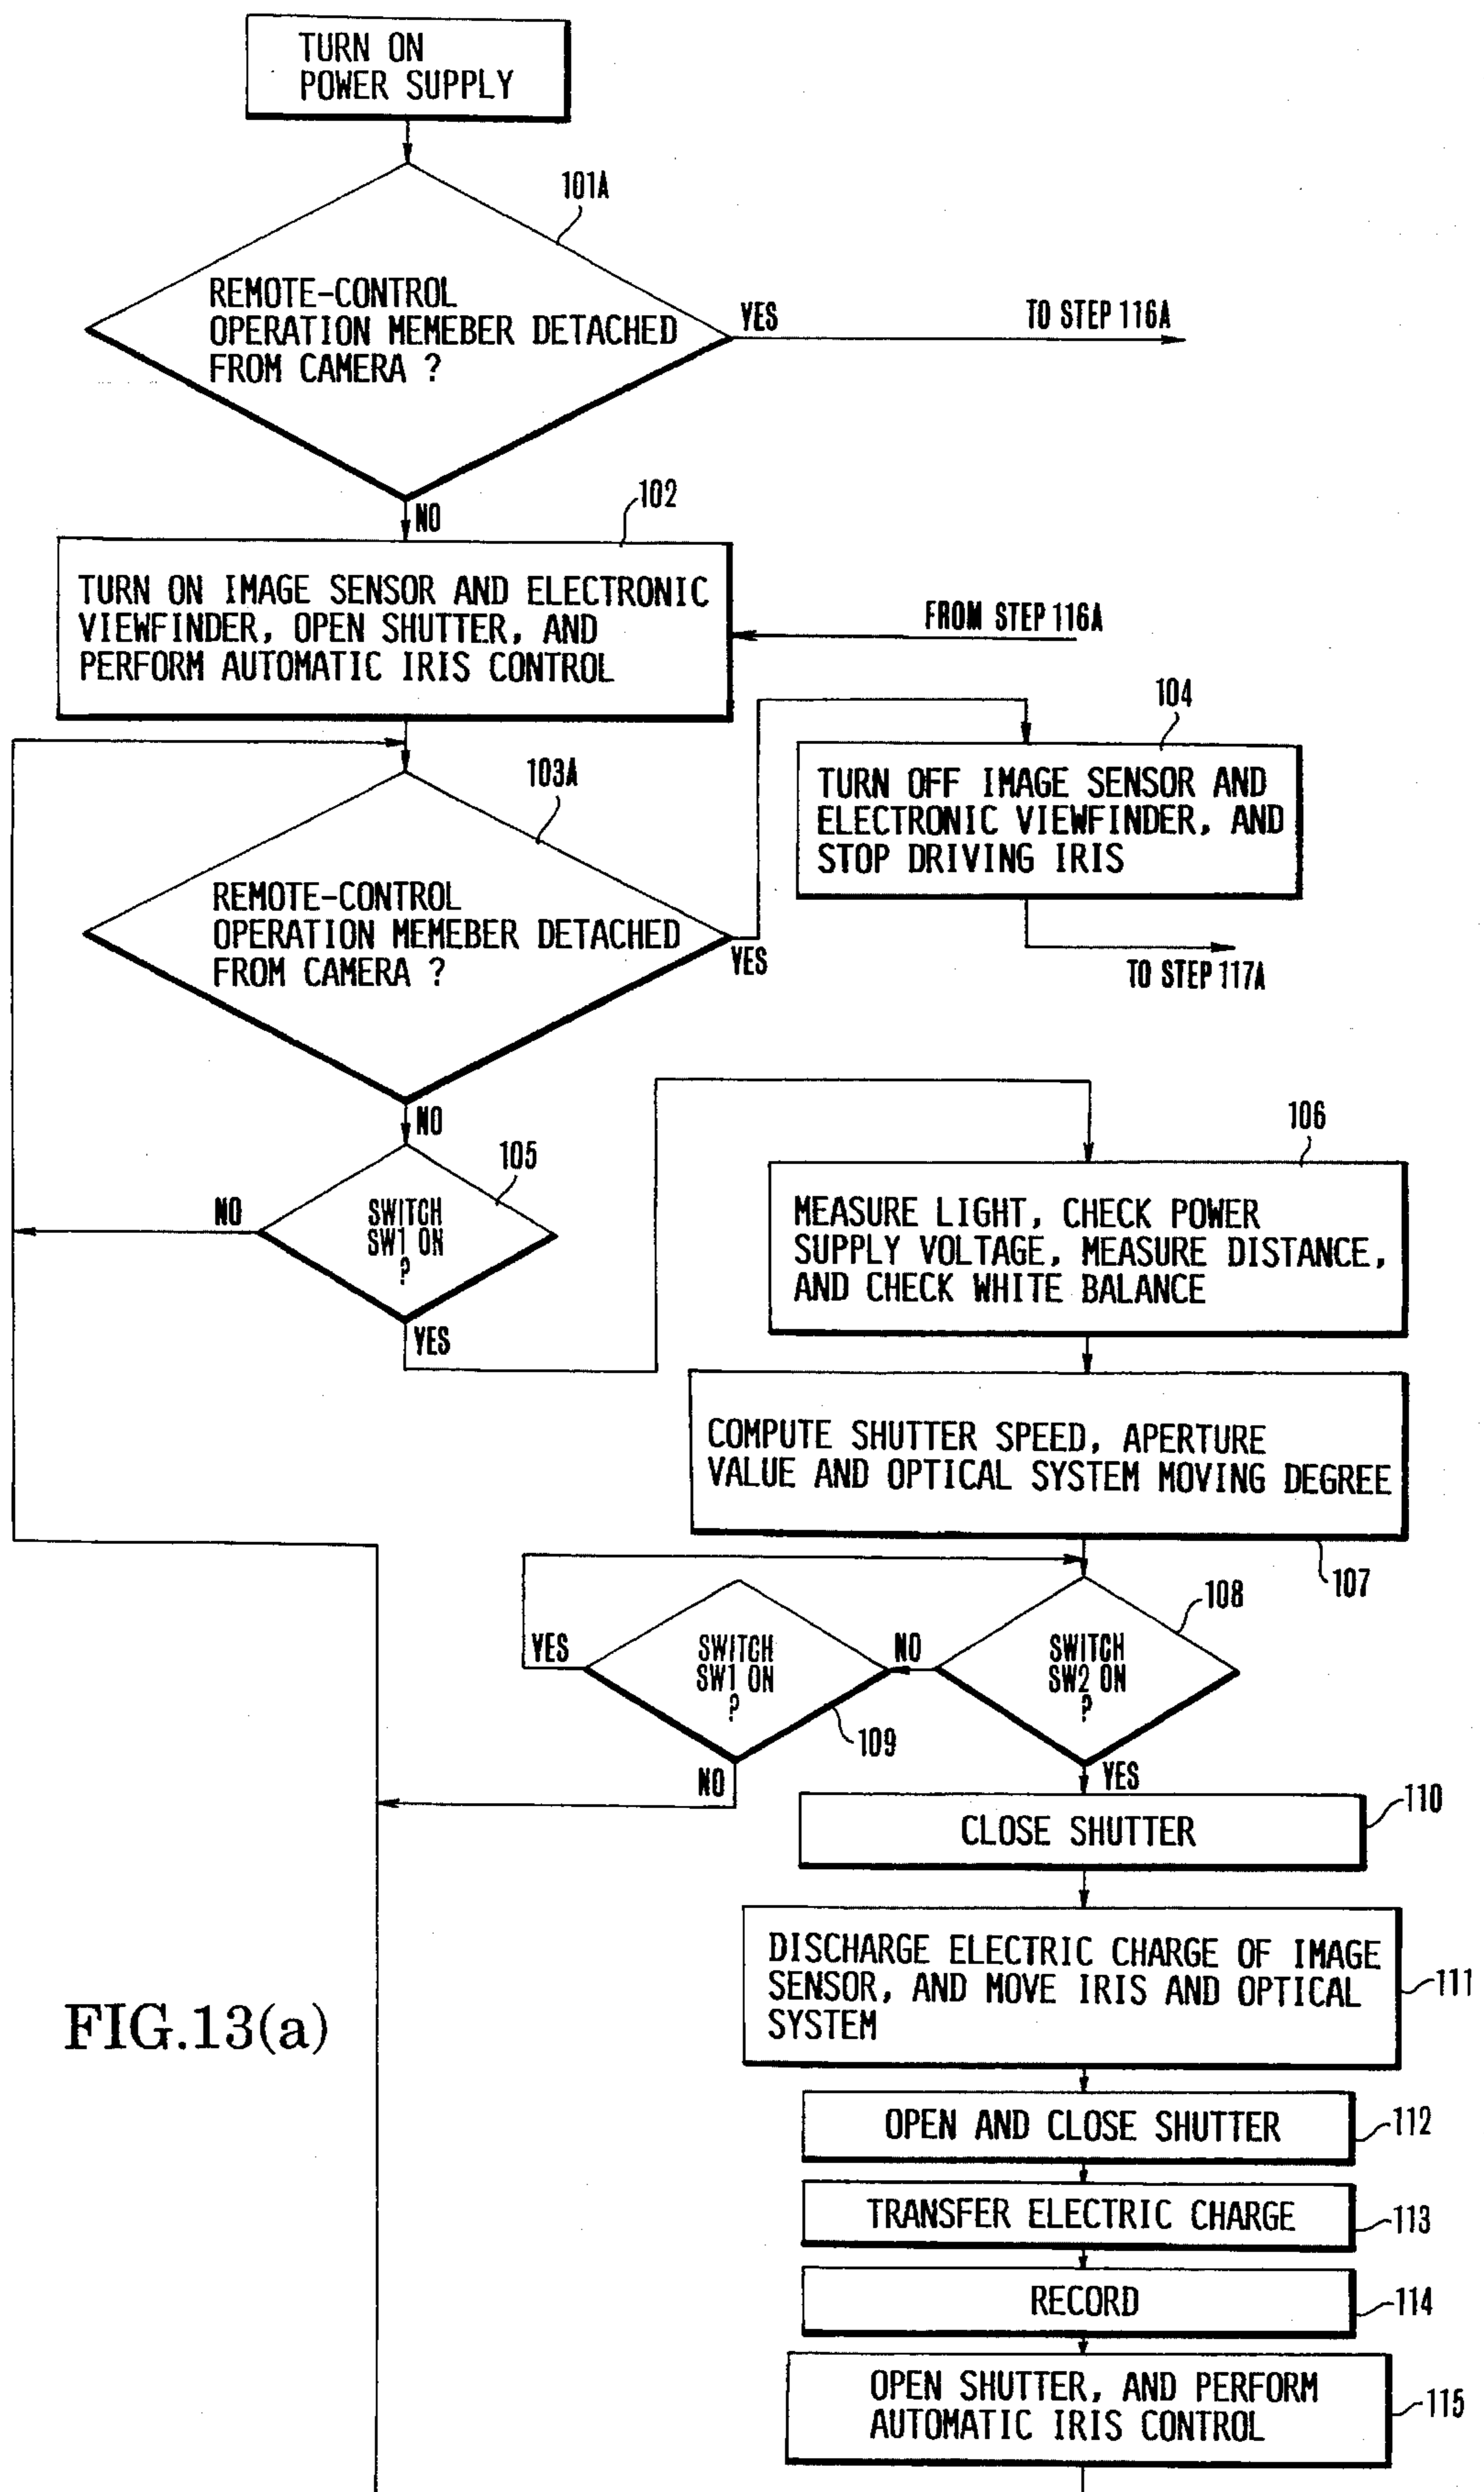 TURN ON
POWER SUPPLY
101A
REMOTE-CONTROL
OPERATION MEMEBER DETACHED
FROM CAMERA ?
YES
TO STEP 116A
NO
102
TURN ON IMAGE SENSOR AND ELECTRONIC
VIEWFINDER, OPEN SHUTTER, AND
PERFORM AUTOMATIC IRIS CONTROL
FROM STEP 116A
104
TURN OFF IMAGE SENSOR AND
ELECTRONIC VIEWFINDER, AND
STOP DRIVING IRIS
TO STEP 117A
103A
REMOTE-CONTROL
OPERATION MEMEBER DETACHED
FROM CAMERA ?
YES
NO
105
SWITCH
SW1 ON
?
NO
YES
106
MEASURE LIGHT, CHECK POWER
SUPPLY VOLTAGE, MEASURE DISTANCE,
AND CHECK WHITE BALANCE
COMPUTE SHUTTER SPEED, APERTURE
VALUE AND OPTICAL SYSTEM MOVING DEGREE
107
108
SWITCH
SW2 ON
?
NO
YES
SWITCH
SW1 ON
?
YES
109
NO
CLOSE SHUTTER
110
DISCHARGE ELECTRIC CHARGE OF IMAGE
SENSOR, AND MOVE IRIS AND OPTICAL
SYSTEM
111
FIG.13(a)
OPEN AND CLOSE SHUTTER
112
TRANSFER ELECTRIC CHARGE
113
RECORD
114
OPEN SHUTTER, AND PERFORM
AUTOMATIC IRIS CONTROL
115